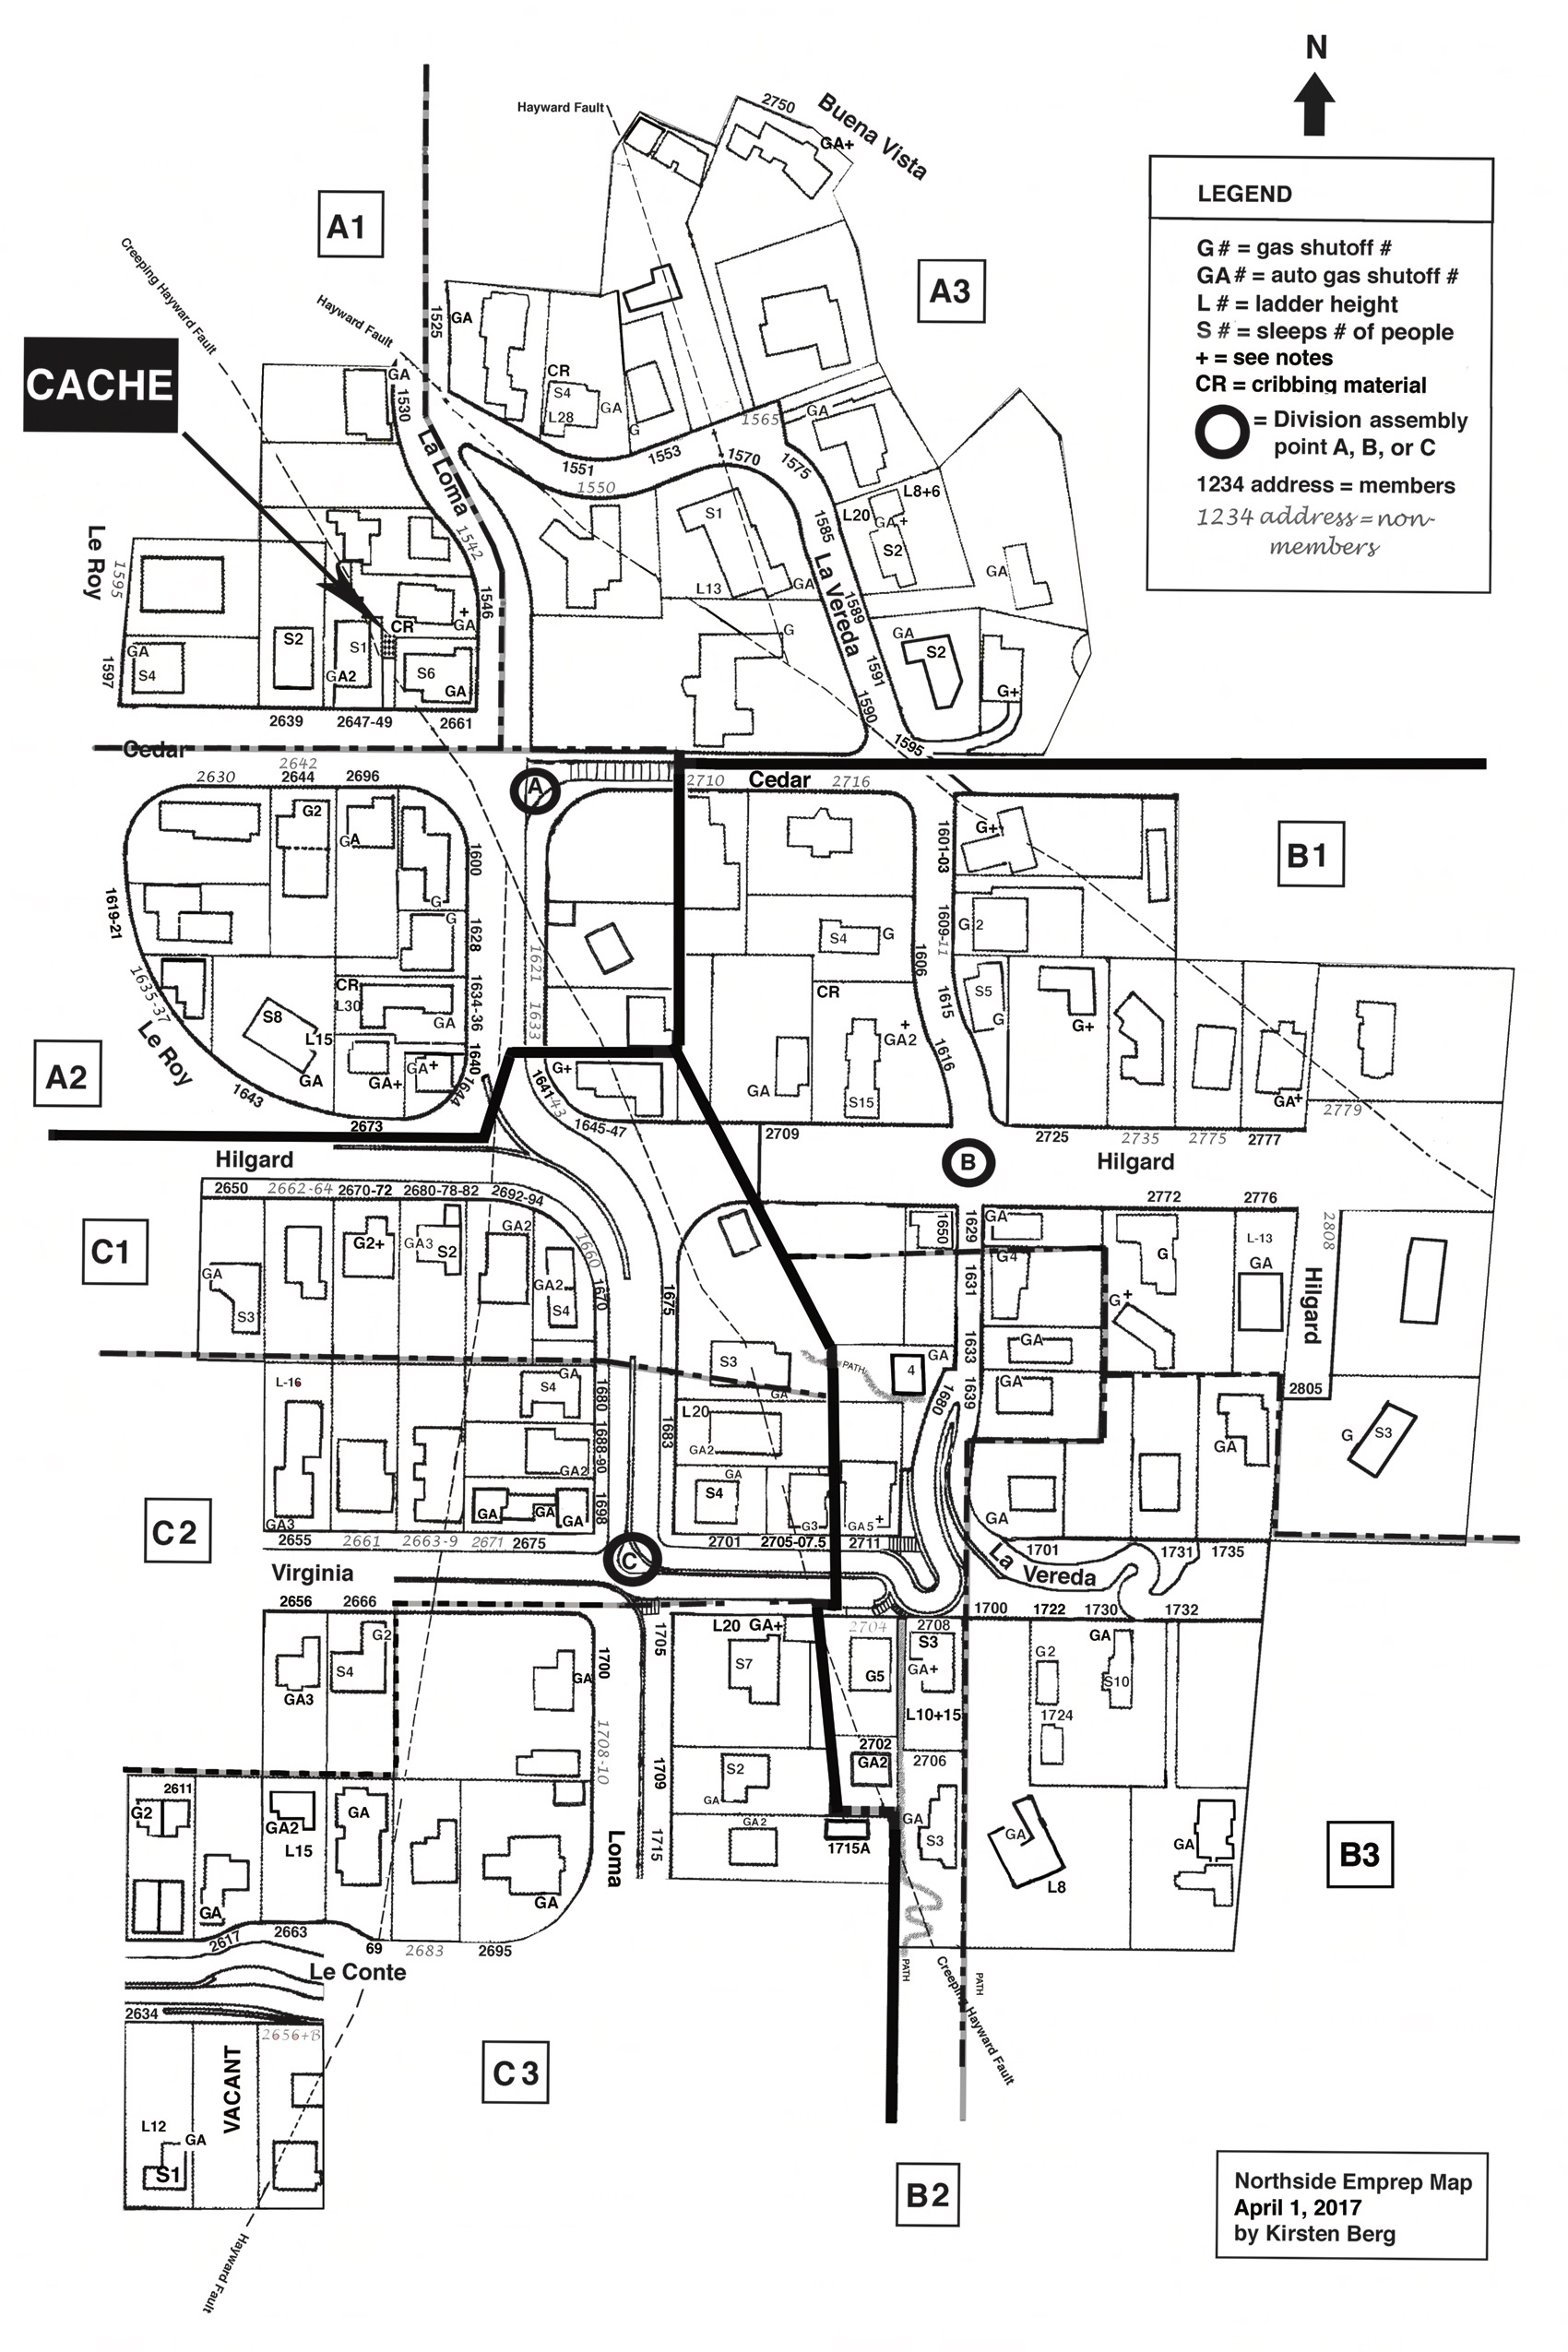 N
LEGEND
G # = gas shutoff #
GA # = auto gas shutoff #
L # = ladder height
S # = sleeps # of people
+ = see notes
CR = cribbing material
= Division assembly
point A, B, or C
1234 address = members
1234 address = non-
members
Hayward Fault
2750
Buena Vista
GA+
A1
A3
Creeping Hayward Fault
Hayward Fault
CACHE
1525
GA
CR
S4
L28
GA
G
GA
1530
La Loma
1542
1546
1551
1550
1553
1565
1570
1575
GA
1585
La Vereda
1589
1591
1590
1595
S1
L13
GA
L8+6
L20
GA+
S2
GA
G
GA
S2
G+
Le Roy
1595
1597
GA
S4
S2
S1
GA2
CR
+
GA
S6
GA
2639
2647-49
2661
Cedar
2630
2642
2644
2696
A
2710
Cedar
2716
G2
GA
G
G
1600
1628
1634-36
1640
1644
1619-21
1635-37
Le Roy
1643
2673
S8
L15
GA
CR
L30
GA
GA+
GA+
A2
1621
1633
G+
1641-43
1645-47
1601-03
G+
B1
1609-11
G 2
S4
G
1606
1615
1616
S5
G
G+
CR
+
GA2
S15
GA
GA+
2709
2725
2735
2775
2777
2779
Hilgard
B
Hilgard
2650
2662-64
2670-72
2680-78-82
2692-94
1660
1670
1675
C1
GA
S3
G2+
GA3
S2
GA2
GA2
S4
1650
1629
GA
2772
2776
2808
L-13
GA
G
G+
Hilgard
G4
1631
GA
1633
GA
1639
2805
G
S3
GA
S3
GA
PATH
4
GA
1680
L-16
GA
S4
GA2
GA
GA
GA
GA3
1680
1688-90
1698
1683
L20
GA2
GA
S4
G3
GA5+
C 2
2655
2661
2663-9
2671
2675
C
2701
2705-07.5
2711
GA
1701
La Vereda
1731
1735
Virginia
2656
2666
1700
1722
1730
1732
G2
S4
GA3
1700
GA
1708-10
1705
L20
GA+
S7
2704
G5
2708
S3
GA+
L10+15
G2
GA
S10
1724
2702
GA2
2706
1709
S2
GA
GA2
1715
1715A
GA
S3
GA
L8
GA
B3
2611
G2
GA2
L15
GA
GA
GA
Loma
2617
2663
69
2683
2695
Le Conte
2634
2656+B
VACANT
L12
GA
S1
Hayward Fault
C 3
PATH
PATH
Creeping Hayward Fault
B2
Northside Emprep Map
April 1, 2017
by Kirsten Berg